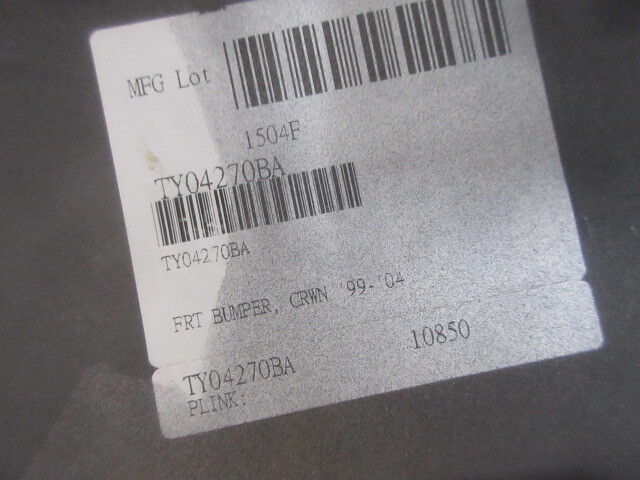 MFG Lot
1504F
TY04270BA
TY04270BA
FRT BUMPER, CRWN '99-'04
TY04270BA 10850
PLINK: